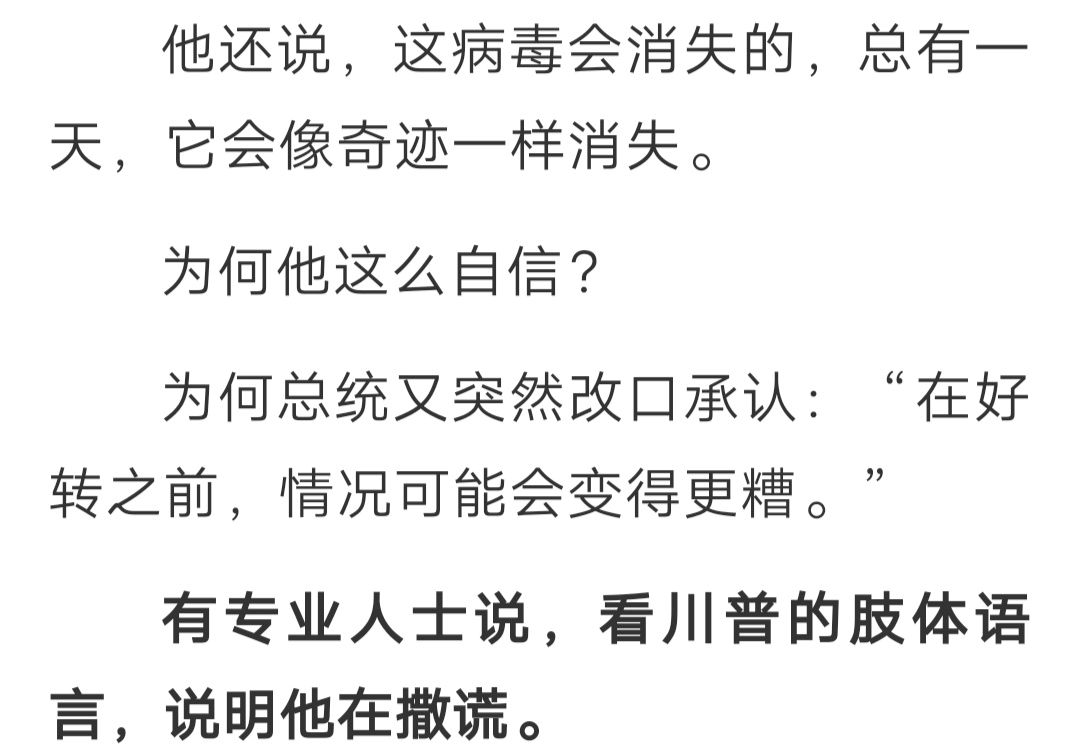 他还说，这病毒会消失的，总有一
天，它会像奇迹一样消失。
为何他这么自信？
为何总统又突然改口承认：“在好
转之前，情况可能会变得更糟。”
有专业人士说，看川普的肢体语
言，说明他在撒谎。